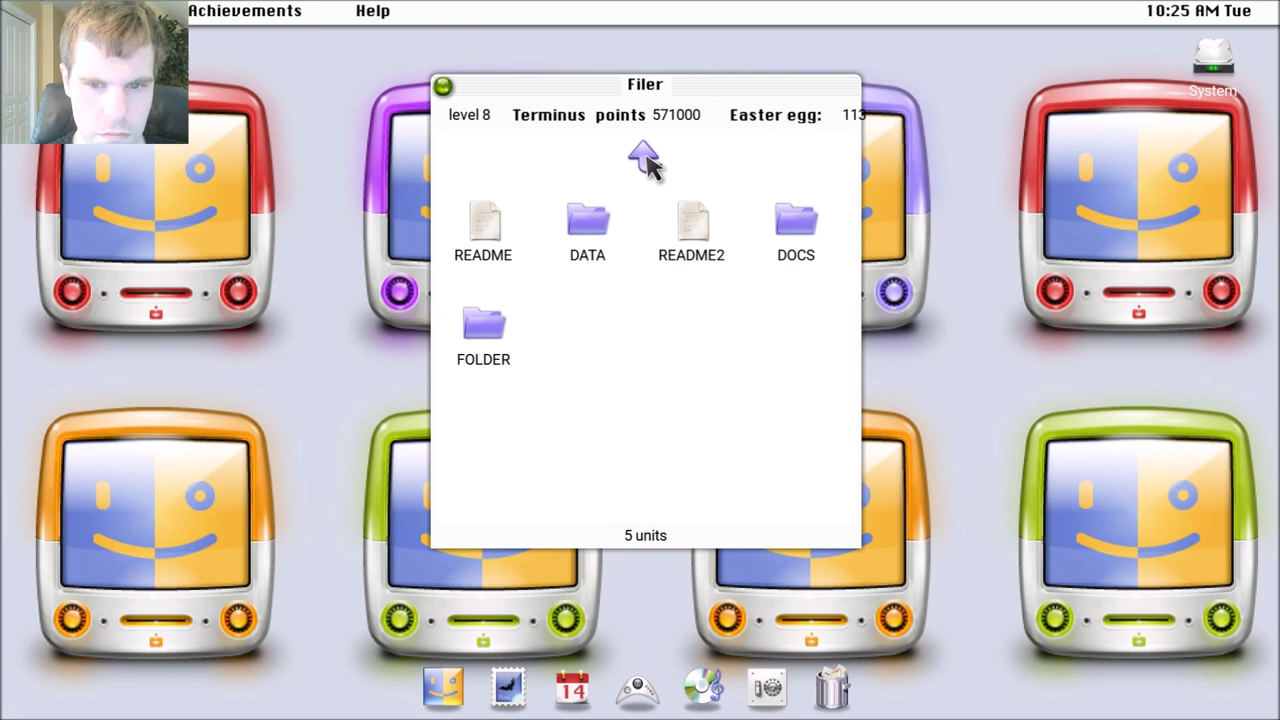 Achievements Help 10:25 AM Tue
System
Filer
level 8 Terminus points 571000 Easter egg: 113
README DATA README2 DOCS
FOLDER
5 units
14